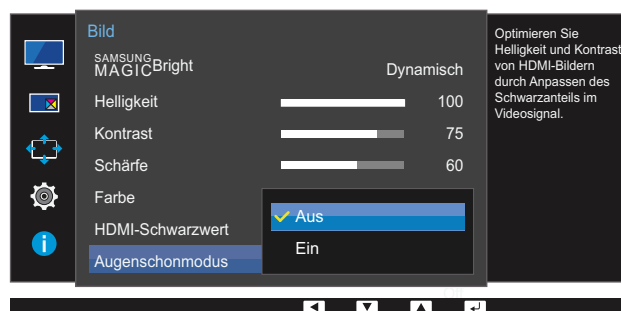 Bild
SAMSUNG
MAGICBright Dynamisch
Helligkeit 100
Kontrast 75
Schärfe 60
Farbe
HDMI-Schwarzwert
Augenschonmodus
Aus
Ein
Optimieren Sie
Helligkeit und Kontrast
von HDMI-Bildern
durch Anpassen des
Schwarzanteils im
Videosignal.